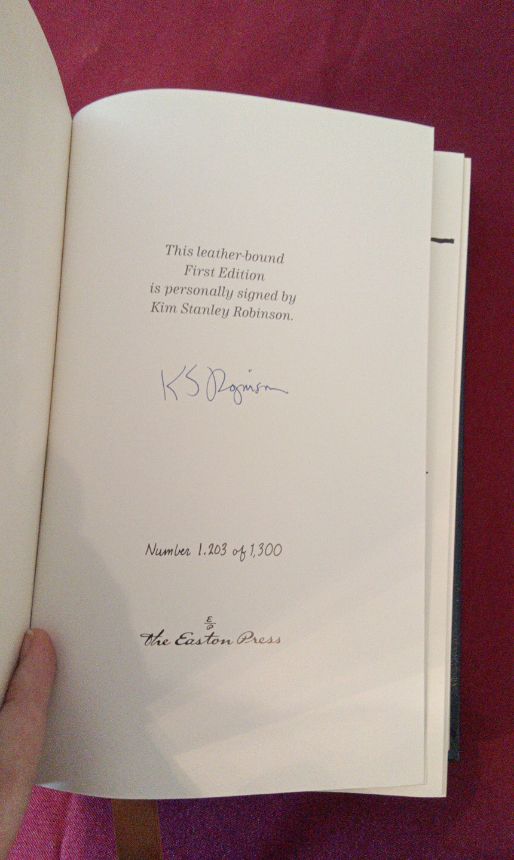 This leather-bound
First Edition
is personally signed by
Kim Stanley Robinson.
KS Robinson
Number 1.203 of 1,300
E
P
the Easton Press